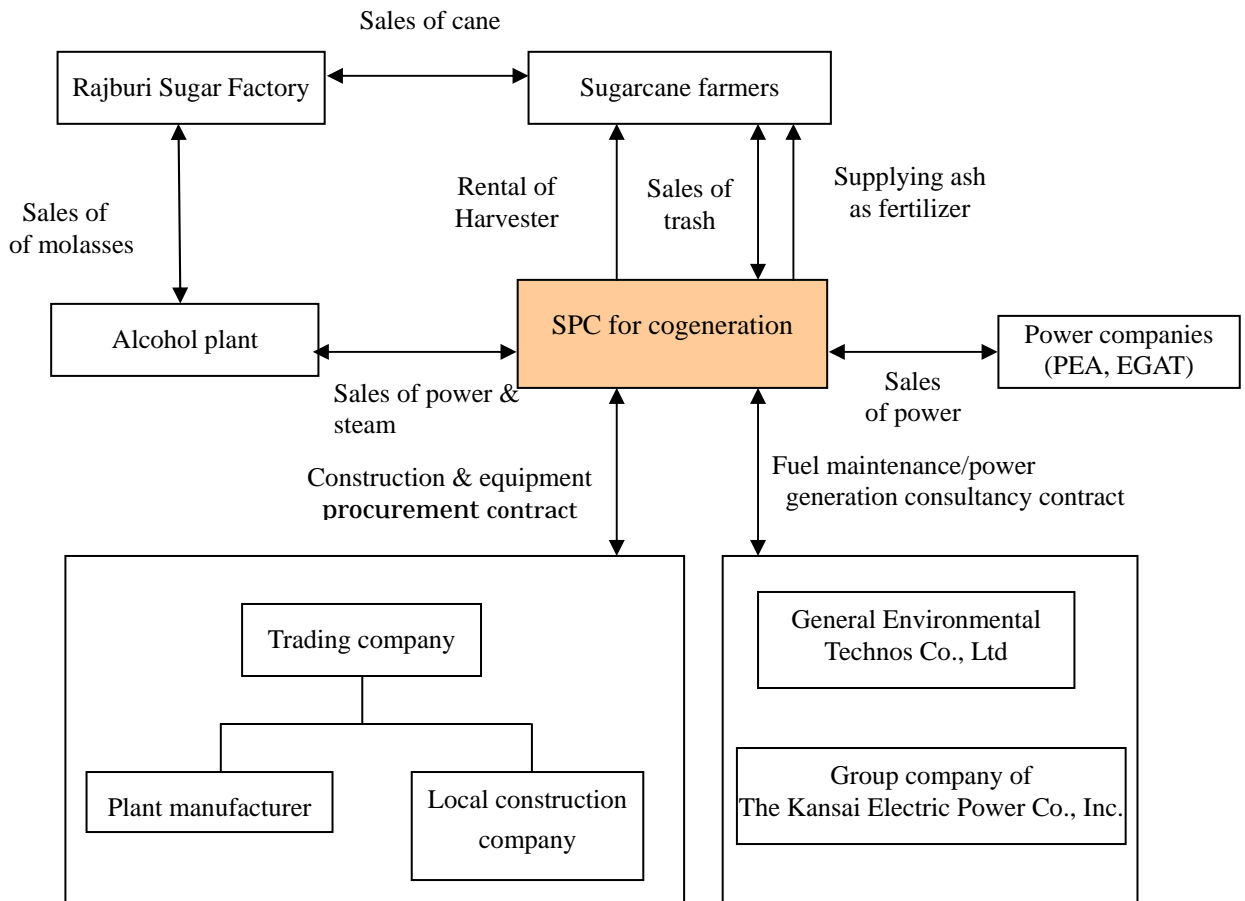 Sales of cane
Rajburi Sugar Factory
Sugarcane farmers
Rental of
Harvester
Sales of
trash
Supplying ash
as fertilizer
Sales of
of molasses
SPC for cogeneration
Alcohol plant
Power companies
(PEA, EGAT)
Sales of power &
steam
Sales
of power
Construction & equipment
procurement contract
Fuel maintenance/power
generation consultancy contract
Trading company
Plant manufacturer
Local construction
company
General Environmental
Technos Co., Ltd
Group company of
The Kansai Electric Power Co., Inc.